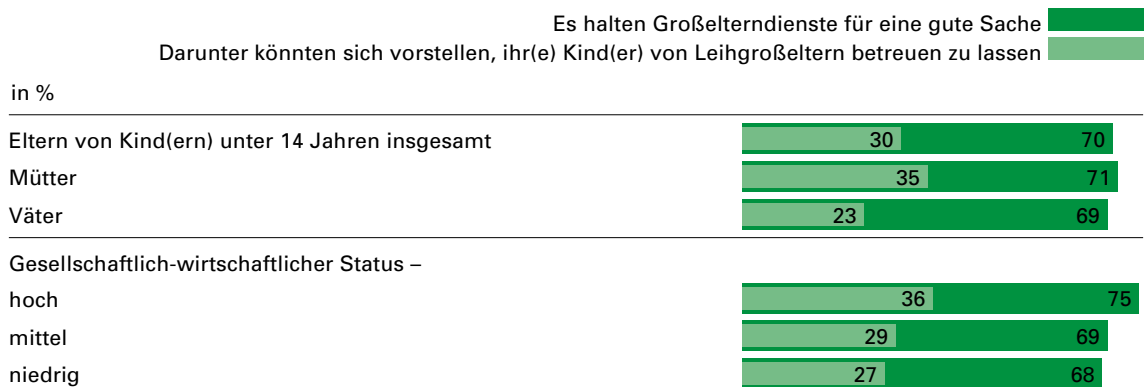 Es halten Großelterndienste für eine gute Sache
Darunter könnten sich vorstellen, ihr(e) Kind(er) von Leihgroßeltern betreuen zu lassen
in %
Eltern von Kind(ern) unter 14 Jahren insgesamt 30 70
Mütter 35 71
Väter 23 69
Gesellschaftlich-wirtschaftlicher Status –
hoch 36 75
mittel 29 69
niedrig 27 68